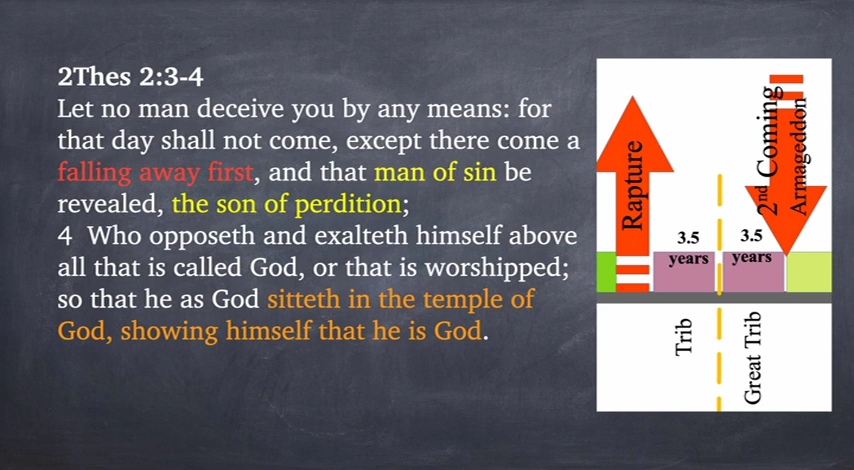 2Thes 2:3-4
Let no man deceive you by any means: for
that day shall not come, except there come a
falling away first, and that man of sin be
revealed, the son of perdition;
4 Who opposeth and exalteth himself above
all that is called God, or that is worshipped;
so that he as God sitteth in the temple of
God, showing himself that he is God.
Rapture
3.5
years
3.5
years
2nd Coming
Armageddon
Trib
Great Trib